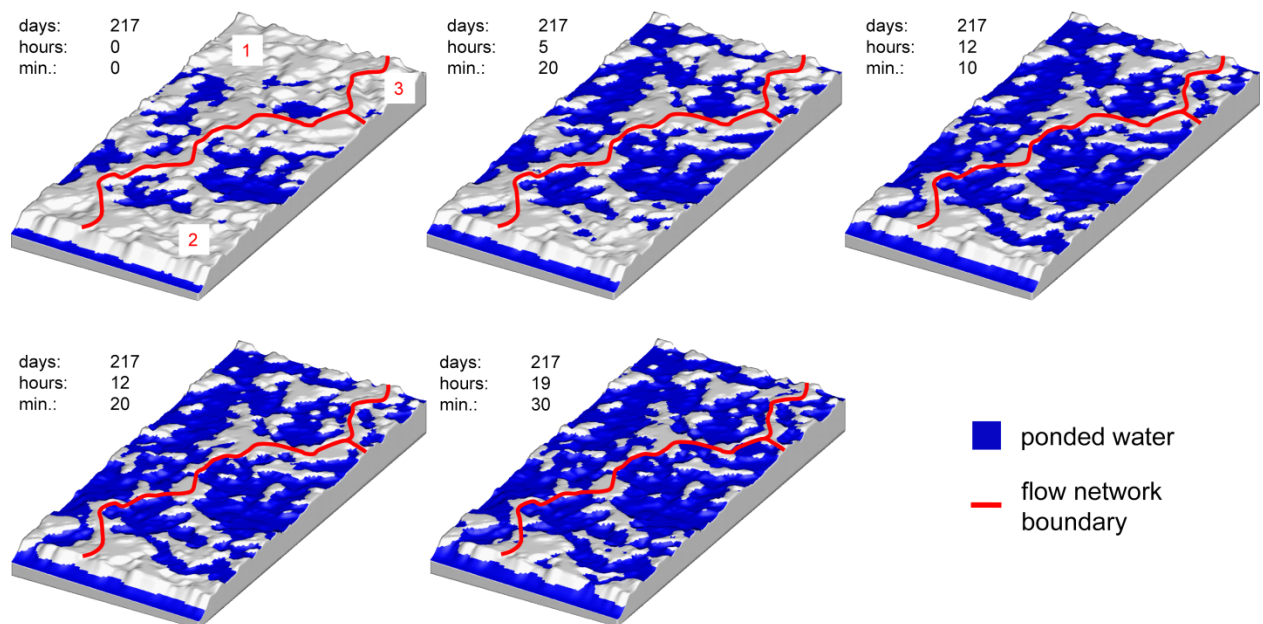 days: 217
hours: 0
min.: 0
1
2
3
days: 217
hours: 5
min.: 20
days: 217
hours: 12
min.: 10
days: 217
hours: 12
min.: 20
days: 217
hours: 19
min.: 30
ponded water
flow network
boundary